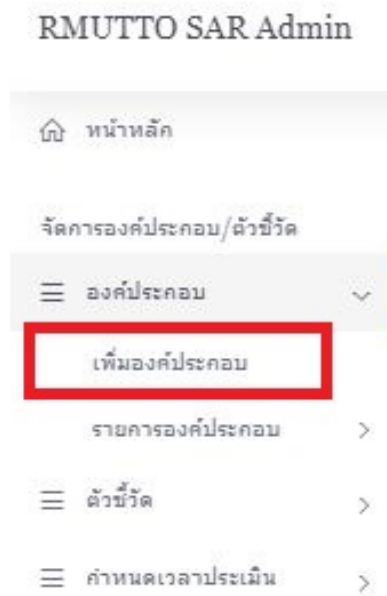 RMUTTO SAR Admin
หน้าหลัก
จัดการองค์ประกอบ/ตัวชี้วัด
องค์ประกอบ
เพิ่มองค์ประกอบ
รายการองค์ประกอบ
ตัวชี้วัด
กำหนดเวลาประเมิน